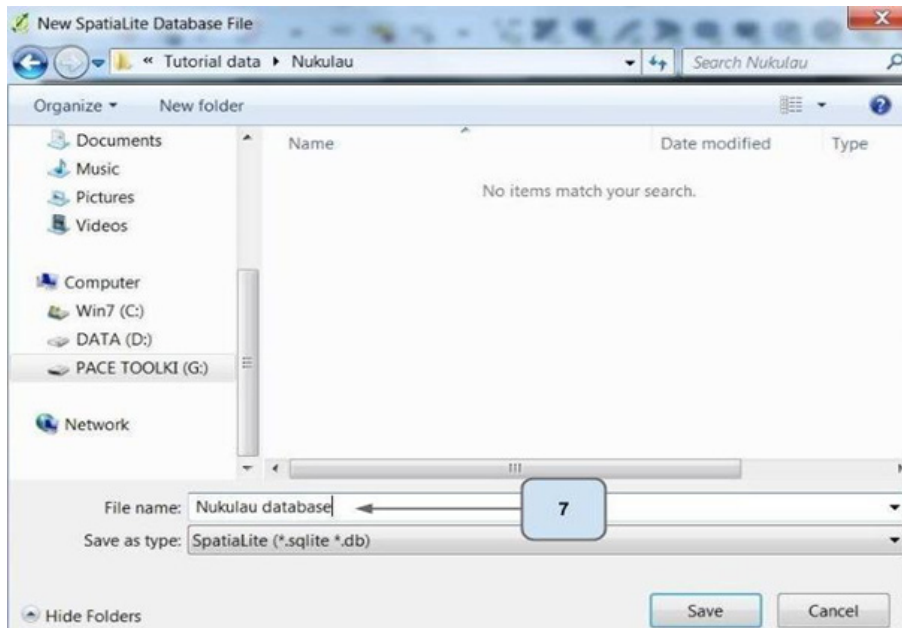 New SpatiaLite Database File
« Tutorial data ▸ Nukulau
Search Nukulau
Organize ▾ New folder
Documents
Music
Pictures
Videos
Computer
Win7 (C:)
DATA (D:)
PACE TOOLKI (G:)
Network
Name Date modified Type
No items match your search.
File name: Nukulau database
7
Save as type: SpatiaLite (*.sqlite *.db)
Hide Folders
Save Cancel